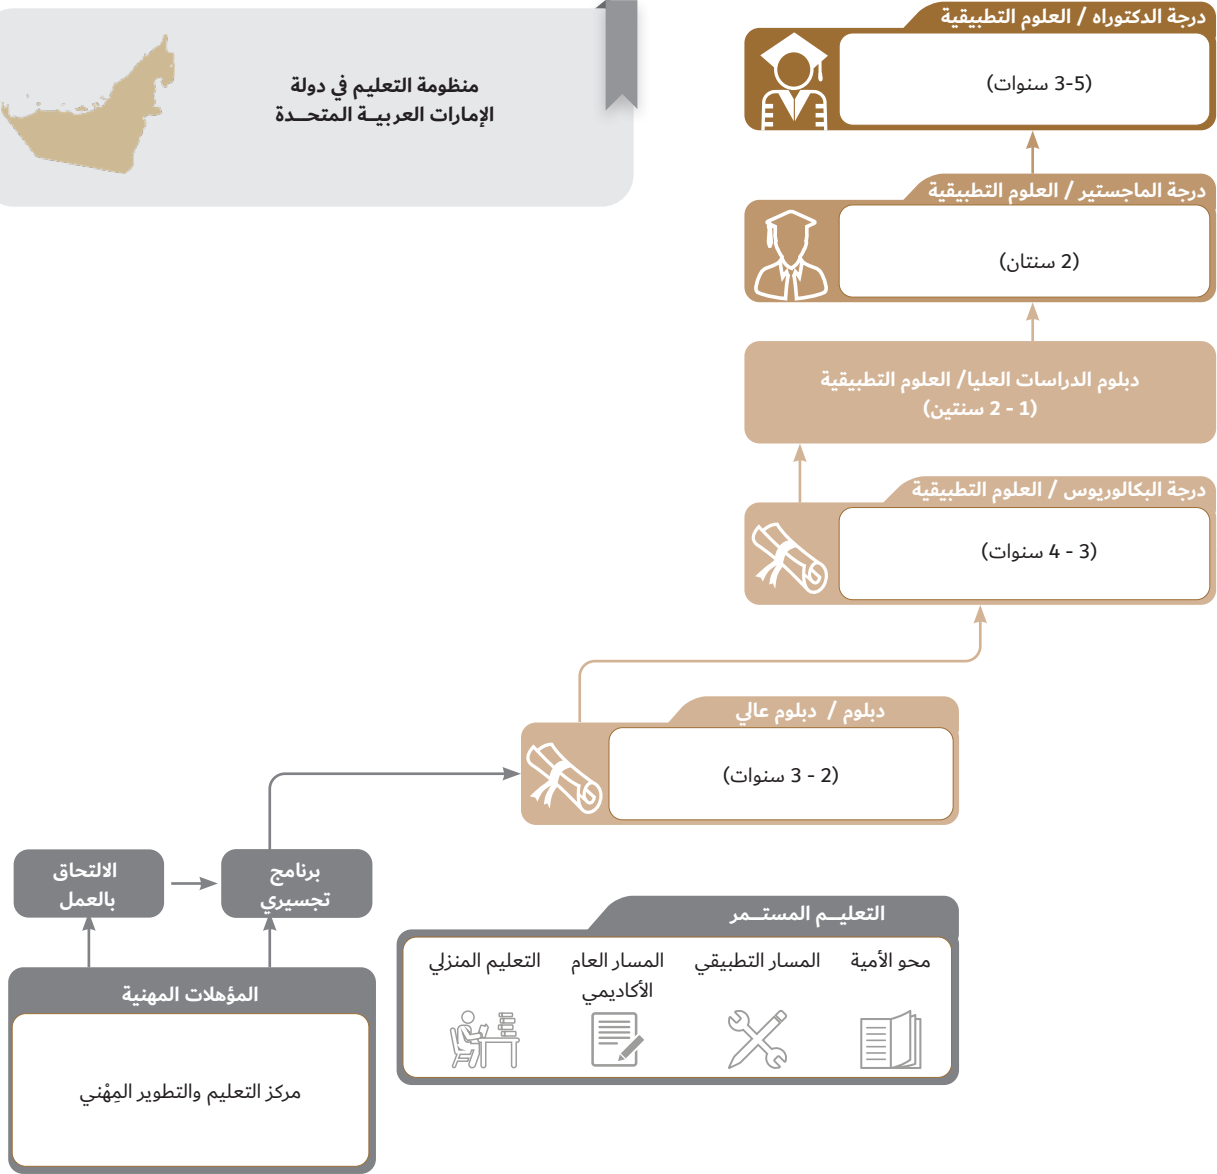 منظومة التعليم في دولة
الإمارات العربيــة المتحــدة
درجة الدكتوراه / العلوم التطبيقية
(3-5 سنوات)
درجة الماجستير / العلوم التطبيقية
(2 سنتان)
دبلوم الدراسات العليا/ العلوم التطبيقية
(1 - 2 سنتين)
درجة البكالوريوس / العلوم التطبيقية
(3 - 4 سنوات)
دبلوم / دبلوم عالي
(2 - 3 سنوات)
برنامج
تجسيري
الالتحاق
بالعمل
التعليــم المستــمر
محو الأمية
المسار التطبيقي
المسار العام
الأكاديمي
التعليم المنزلي
المؤهلات المهنية
مركز التعليم والتطوير المِهْني